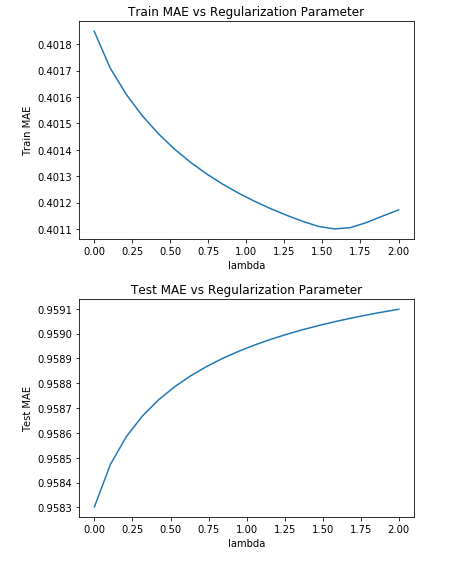 Train MAE vs Regularization Parameter
0.4018
0.4017
0.4016
0.4015
0.4014
0.4013
0.4012
0.4011
Train MAE
0.00 0.25 0.50 0.75 1.00 1.25 1.50 1.75 2.00
lambda
Test MAE vs Regularization Parameter
0.9591
0.9590
0.9589
0.9588
0.9587
0.9586
0.9585
0.9584
0.9583
Test MAE
0.00 0.25 0.50 0.75 1.00 1.25 1.50 1.75 2.00
lambda